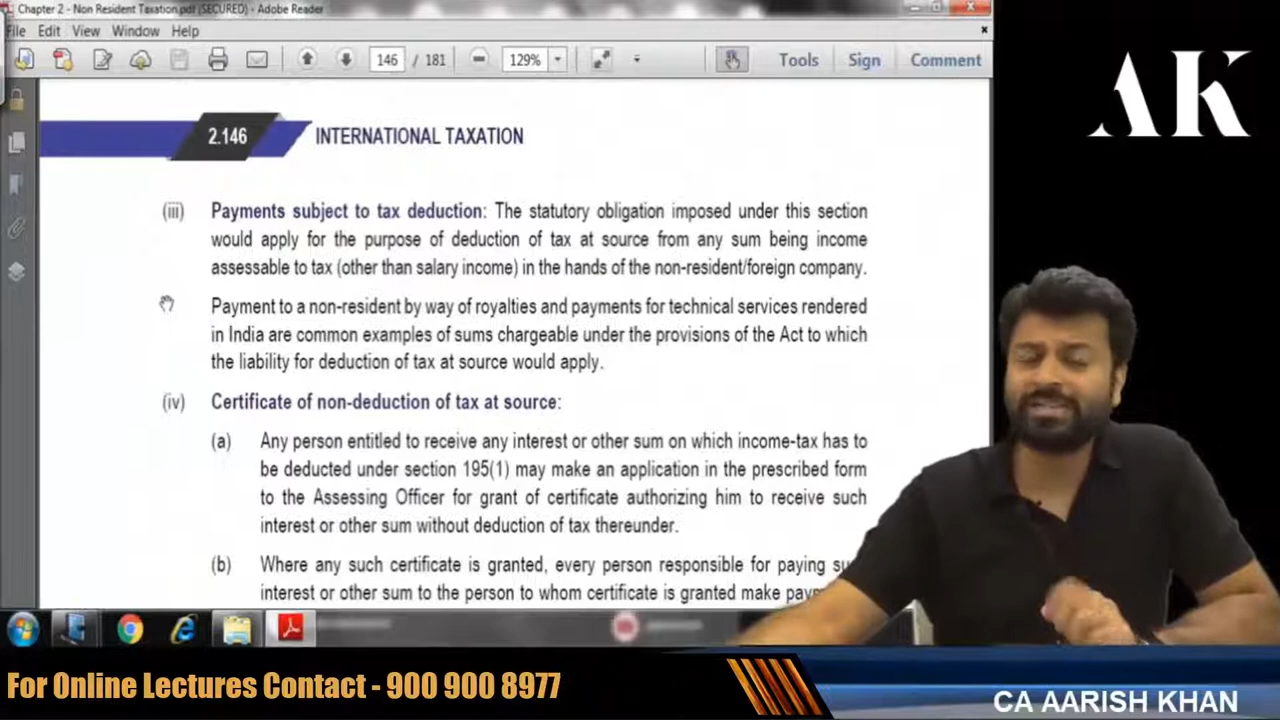 Chapter 2 - Non Resident Taxation.pdf (SECURED) - Adobe Reader
File Edit View Window Help
146 / 181 129% Tools Sign Comment
AK
2.146 INTERNATIONAL TAXATION
(iii) Payments subject to tax deduction: The statutory obligation imposed under this section
would apply for the purpose of deduction of tax at source from any sum being income
assessable to tax (other than salary income) in the hands of the non-resident/foreign company.
Payment to a non-resident by way of royalties and payments for technical services rendered
in India are common examples of sums chargeable under the provisions of the Act to which
the liability for deduction of tax at source would apply.
(iv) Certificate of non-deduction of tax at source:
(a) Any person entitled to receive any interest or other sum on which income-tax has to
be deducted under section 195(1) may make an application in the prescribed form
to the Assessing Officer for grant of certificate authorizing him to receive such
interest or other sum without deduction of tax thereunder.
(b) Where any such certificate is granted, every person responsible for paying
interest or other sum to the person to whom certificate is granted make
For Online Lectures Contact - 900 900 8977
CA AARISH KHAN